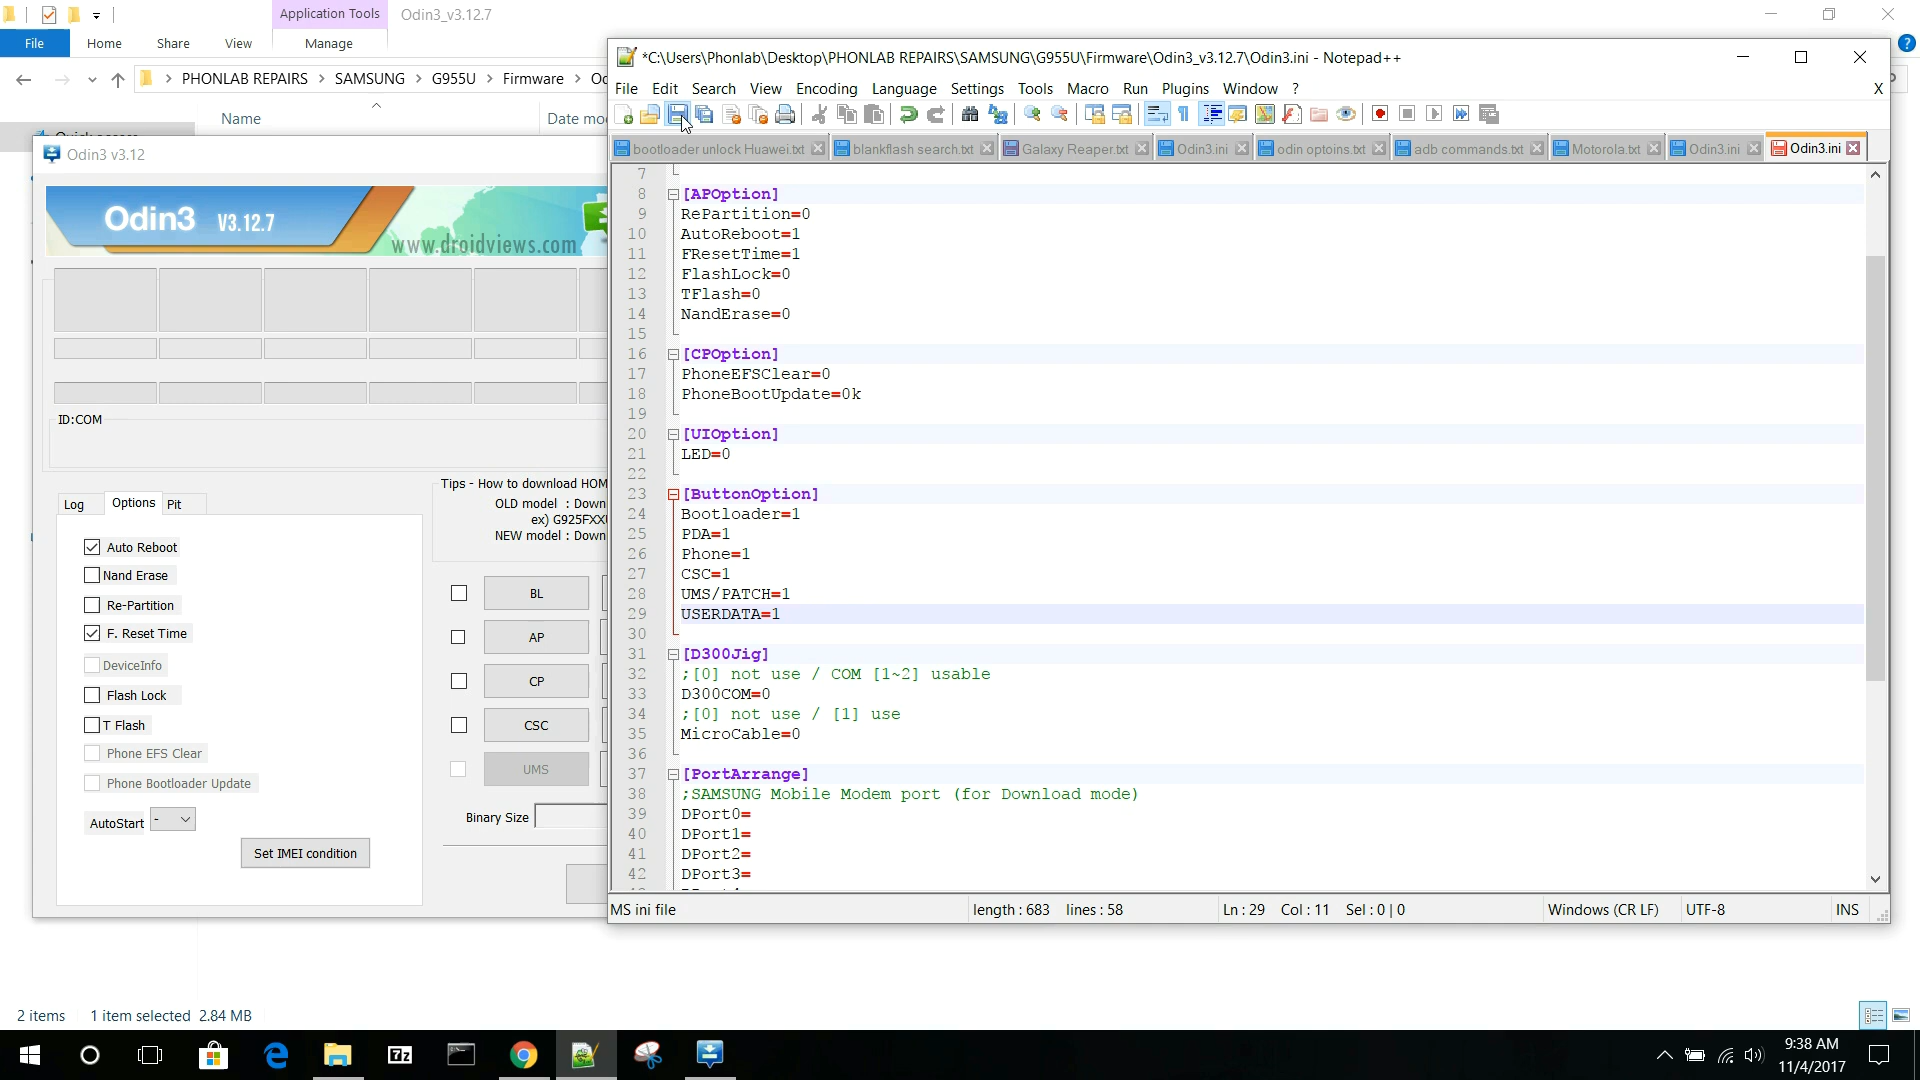 Application Tools
Odin3_v3.12.7
File
Home
Share
View
Manage
PHONLAB REPAIRS
SAMSUNG
G955U
Firmware
Name
Odin3 v3.12
Odin3 V3.12.7
www.droidviews.com
ID:COM
Log
Options
Pit
Auto Reboot
Nand Erase
Re-Partition
F. Reset Time
DeviceInfo
Flash Lock
T Flash
Phone EFS Clear
Phone Bootloader Update
AutoStart
-
Set IMEI condition
Tips - How to download HOM
OLD model : Down
ex) G925FXX
NEW model : Down
BL
AP
CP
CSC
UMS
Binary Size
*C:\Users\Phonlab\Desktop\PHONLAB REPAIRS\SAMSUNG\G955U\Firmware\Odin3_v3.12.7\Odin3.ini - Notepad++
File Edit Search View Encoding Language Settings Tools Macro Run Plugins Window ?
X
bootloader unlock Huawei.txt
blankflash search.txt
Galaxy Reaper.txt
Odin3.ini
odin optoins.txt
adb commands.txt
Motorola.txt
Odin3.ini
Odin3.ini
7
8 [APOption]
9 RePartition=0
10 AutoReboot=1
11 FResetTime=1
12 FlashLock=0
13 TFlash=0
14 NandErase=0
15
16 [CPOption]
17 PhoneEFSClear=0
18 PhoneBootUpdate=0k
19
20 [UIOption]
21 LED=0
22
23 [ButtonOption]
24 Bootloader=1
25 PDA=1
26 Phone=1
27 CSC=1
28 UMS/PATCH=1
29 USERDATA=1
30
31 [D300Jig]
32 ;[0] not use / COM [1~2] usable
33 D300COM=0
34 ;[0] not use / [1] use
35 MicroCable=0
36
37 [PortArrange]
38 ;SAMSUNG Mobile Modem port (for Download mode)
39 DPort0=
40 DPort1=
41 DPort2=
42 DPort3=
MS ini file
length : 683 lines : 58
Ln : 29 Col : 11 Sel : 0 | 0
Windows (CR LF)
UTF-8
INS
2 items
1 item selected 2.84 MB
7z
9:38 AM
11/4/2017